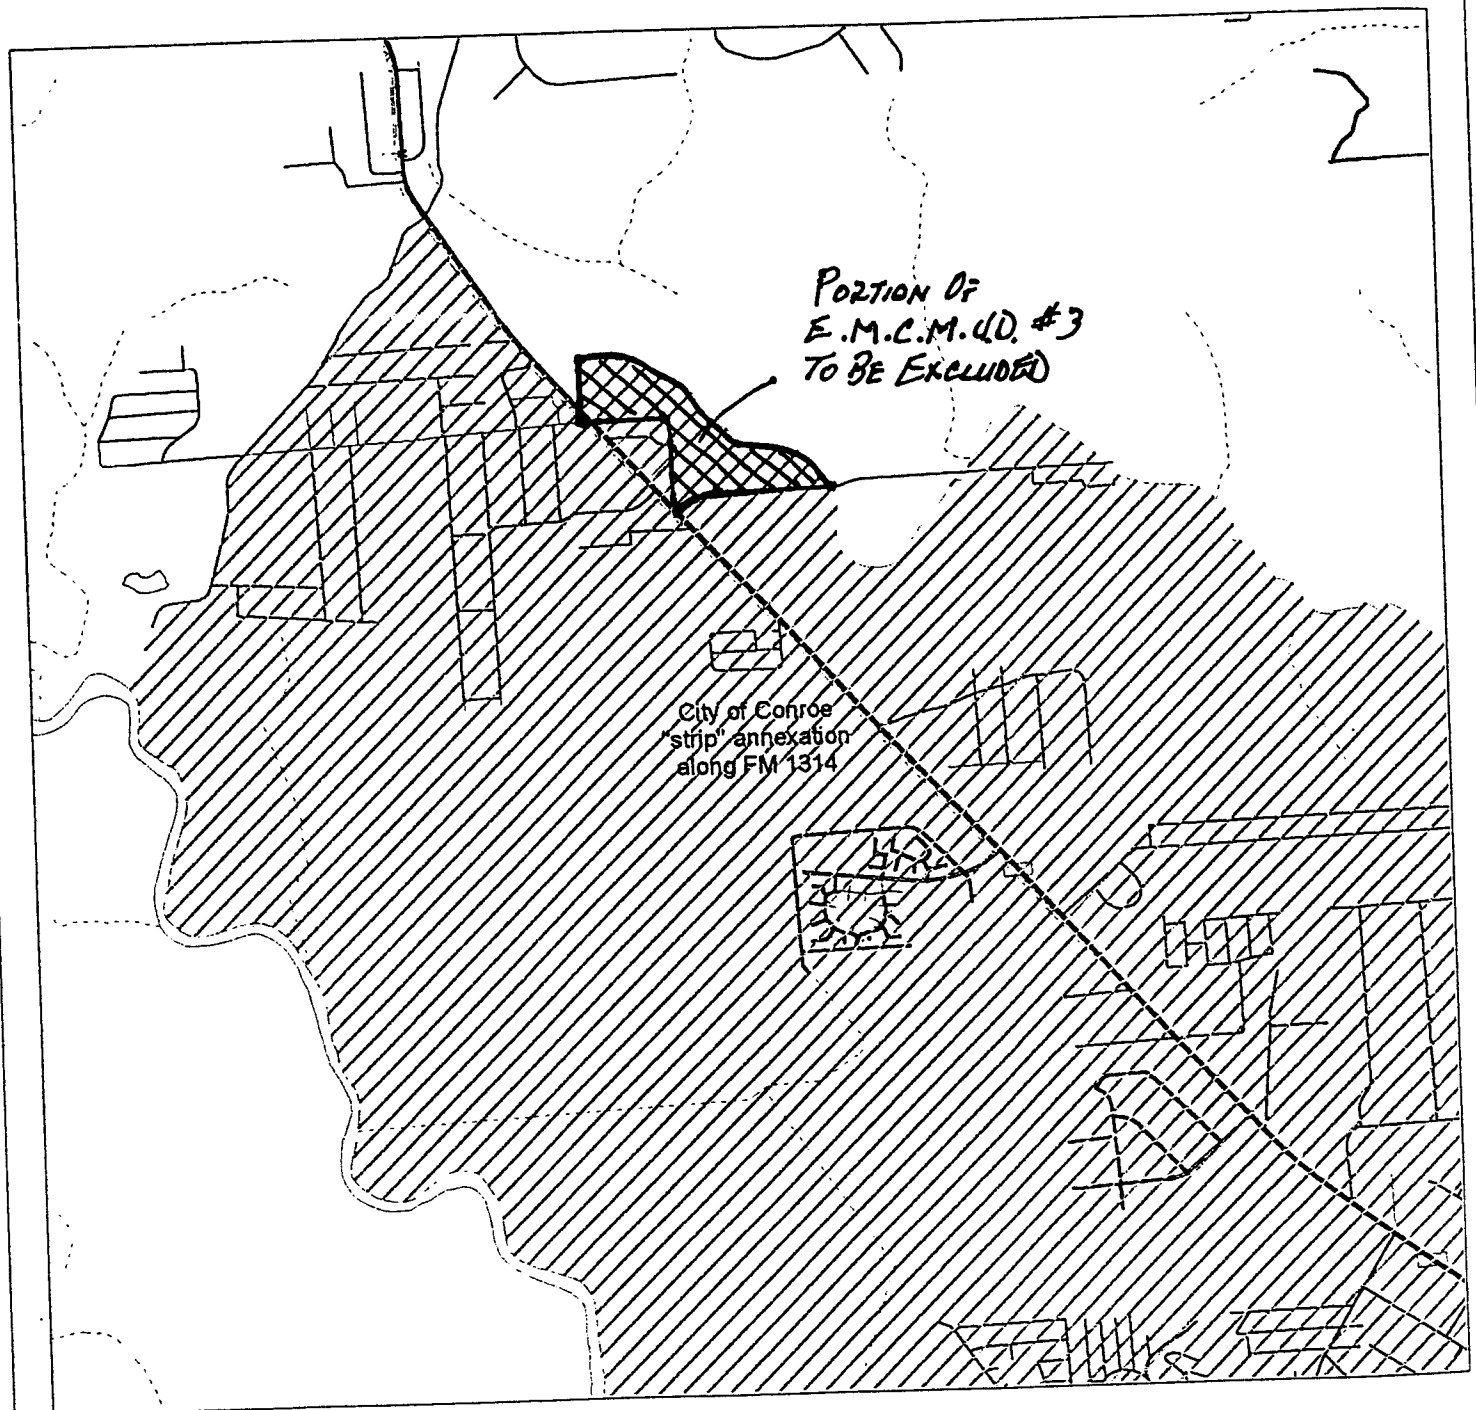 PORTION OF
E.M.C.M.U.D. #3
TO BE EXCLUDED
City of Conroe
"strip" annexation
along FM 1314